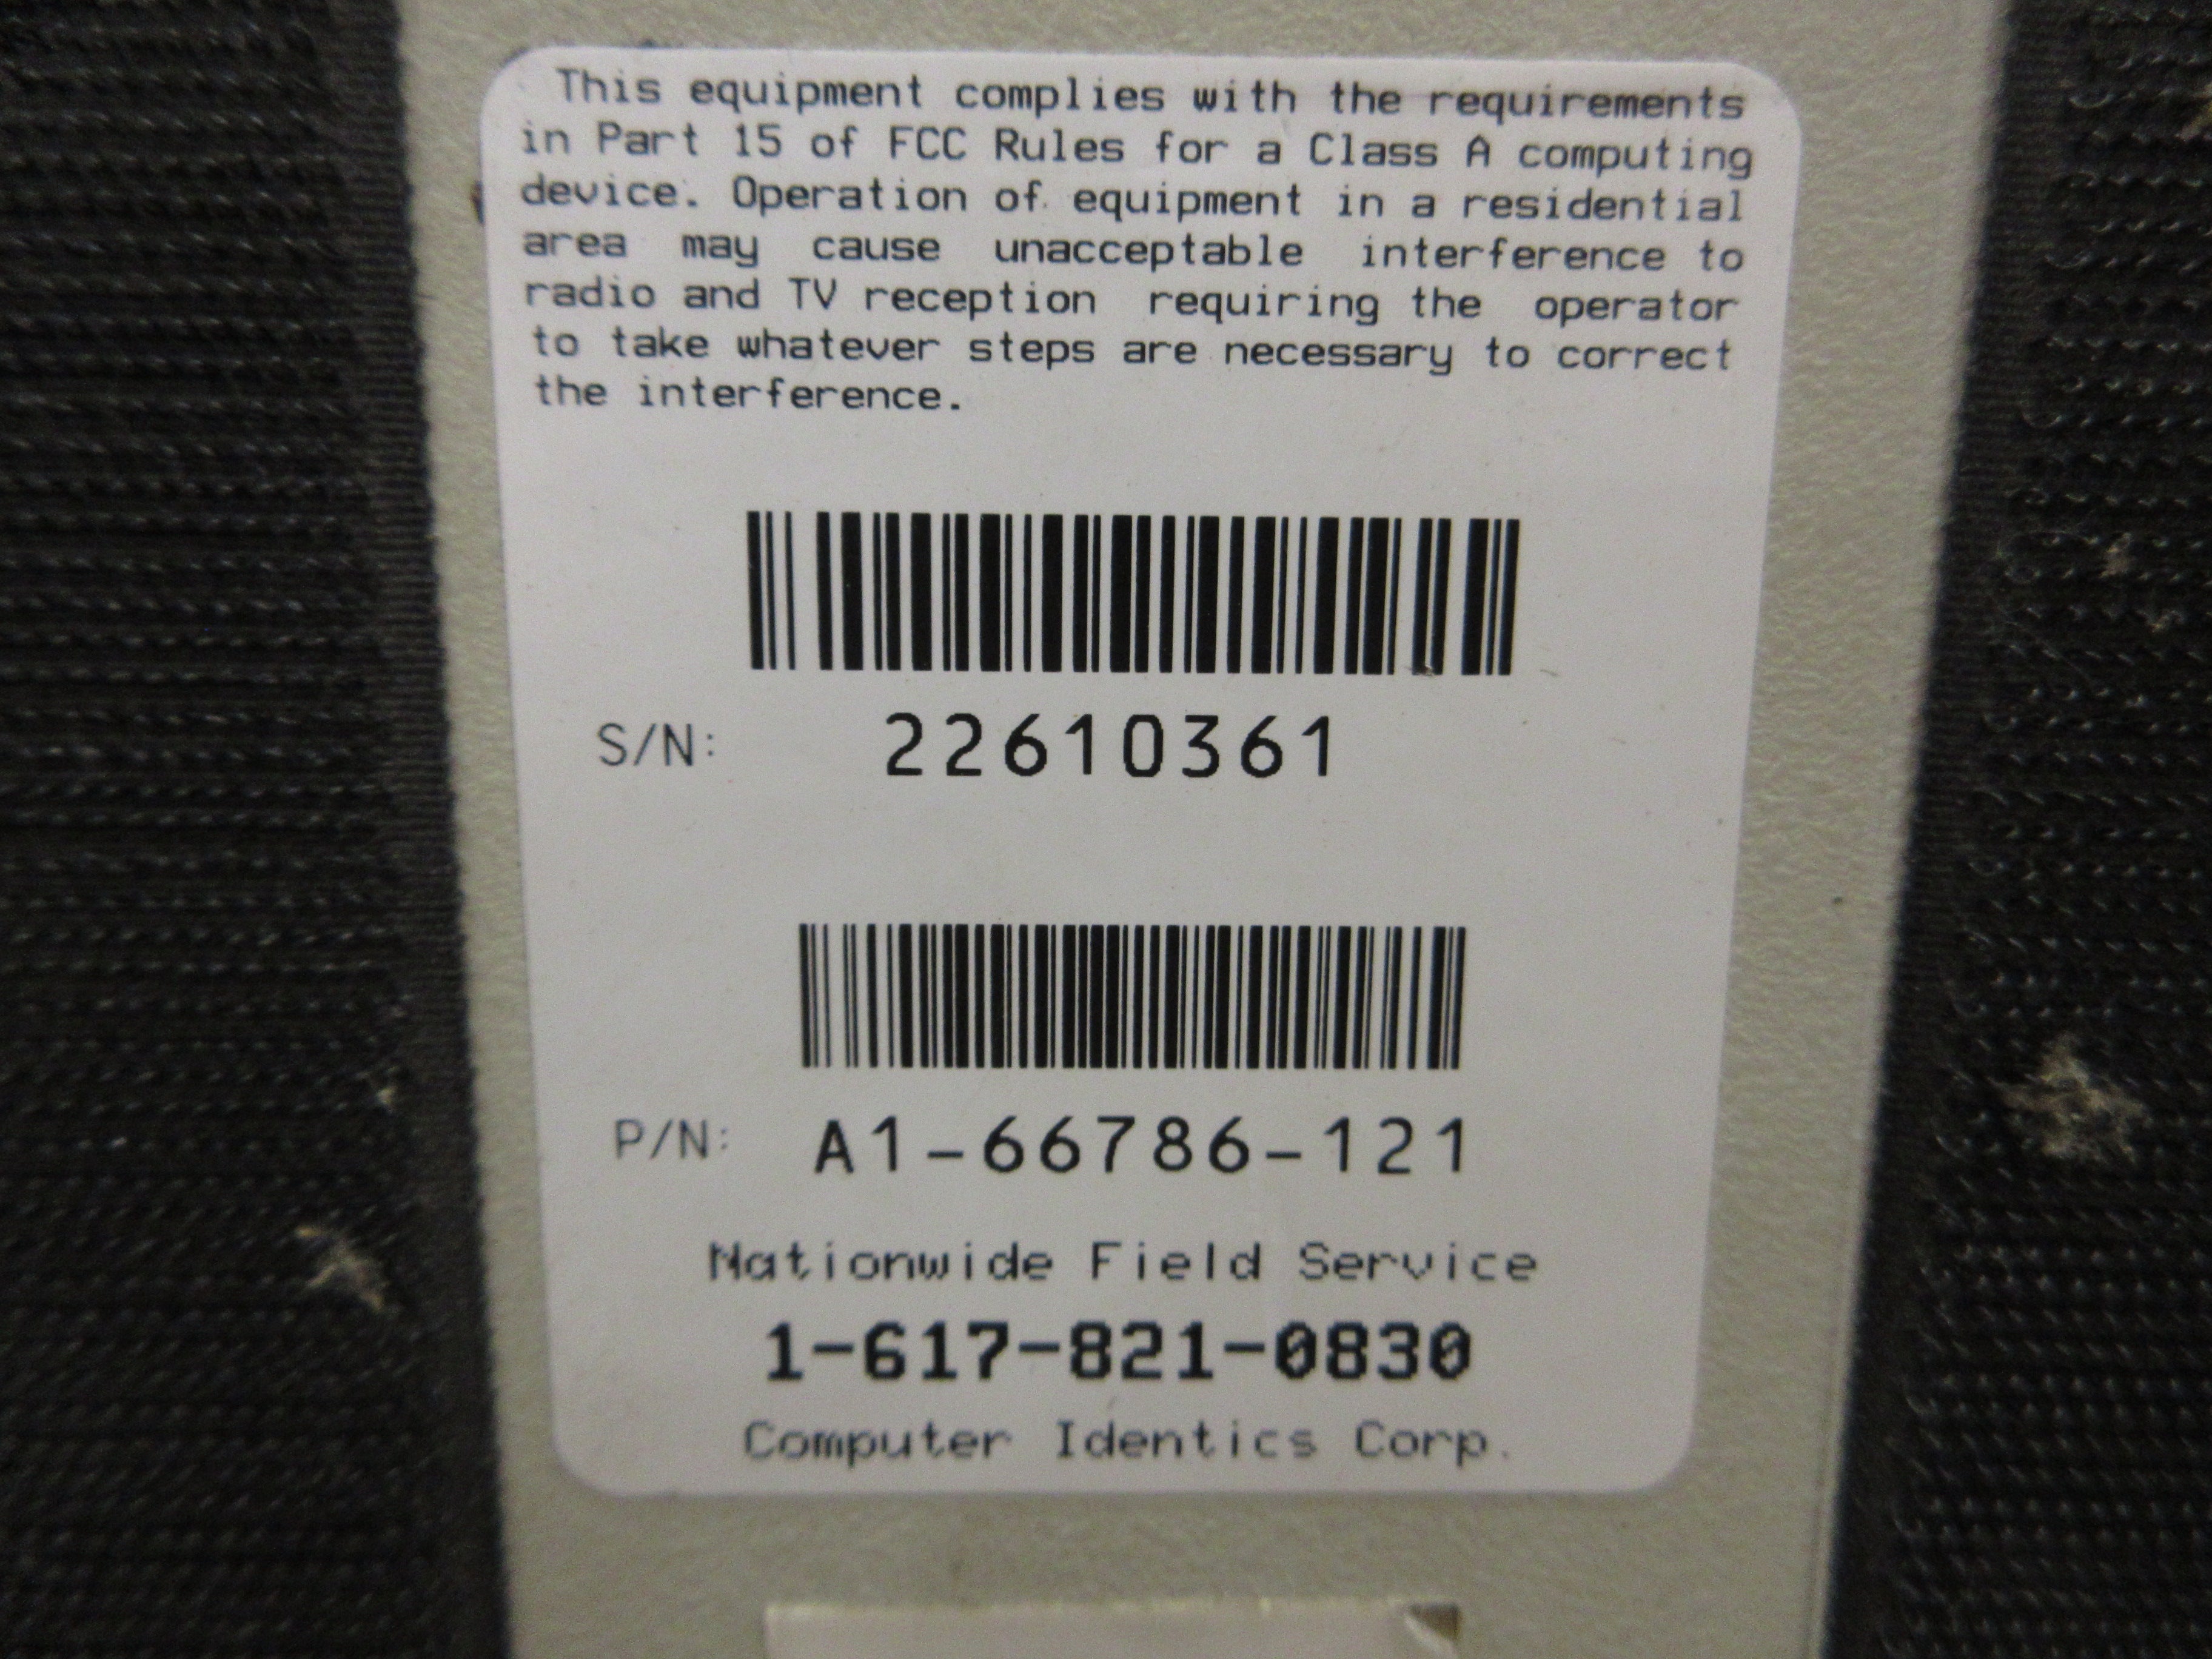 This equipment complies with the requirements
in Part 15 of FCC Rules for a Class A computing
device. Operation of equipment in a residential
area may cause unacceptable interference to
radio and TV reception requiring the operator
to take whatever steps are necessary to correct
the interference.
S/N: 22610361
P/N: A1-66786-121
Nationwide Field Service
1-617-821-0830
Computer Identics Corp.